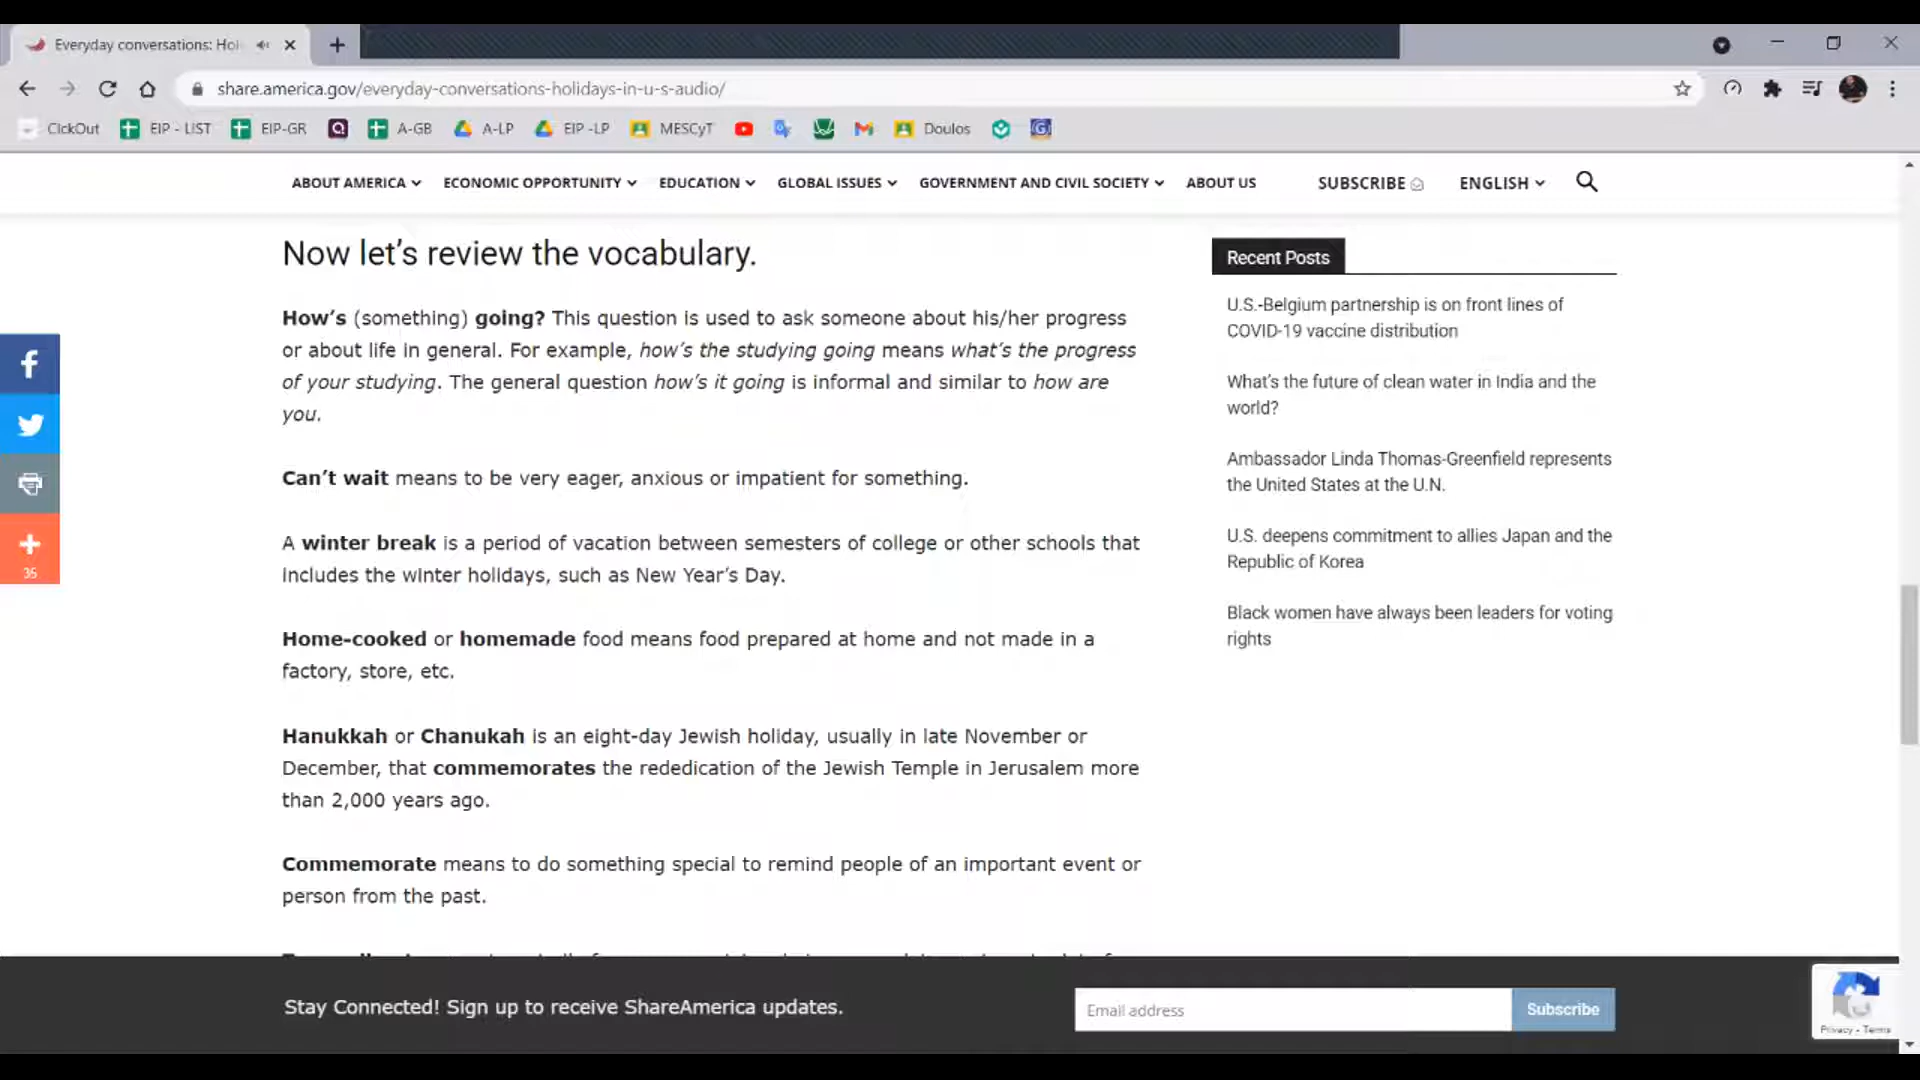 Everyday conversations: Hol
share.america.gov/everyday-conversations-holidays-in-u-s-audio/
ClckOut EIP - LIST EIP-GR A-GB A-LP EIP -LP MESCyT Doulos
ABOUT AMERICA ECONOMIC OPPORTUNITY EDUCATION GLOBAL ISSUES GOVERNMENT AND CIVIL SOCIETY ABOUT US SUBSCRIBE ENGLISH
Now let’s review the vocabulary.
How’s (something) going? This question is used to ask someone about his/her progress
or about life in general. For example, how’s the studying going means what’s the progress
of your studying. The general question how’s it going is informal and similar to how are
you.
Can’t wait means to be very eager, anxious or impatient for something.
A winter break is a period of vacation between semesters of college or other schools that
includes the winter holidays, such as New Year’s Day.
Home-cooked or homemade food means food prepared at home and not made in a
factory, store, etc.
Hanukkah or Chanukah is an eight-day Jewish holiday, usually in late November or
December, that commemorates the rededication of the Jewish Temple in Jerusalem more
than 2,000 years ago.
Commemorate means to do something special to remind people of an important event or
person from the past.
Recent Posts
U.S.-Belgium partnership is on front lines of
COVID-19 vaccine distribution
What’s the future of clean water in India and the
world?
Ambassador Linda Thomas-Greenfield represents
the United States at the U.N.
U.S. deepens commitment to allies Japan and the
Republic of Korea
Black women have always been leaders for voting
rights
35
Stay Connected! Sign up to receive ShareAmerica updates.
Email address
Subscribe
Privacy - Terms